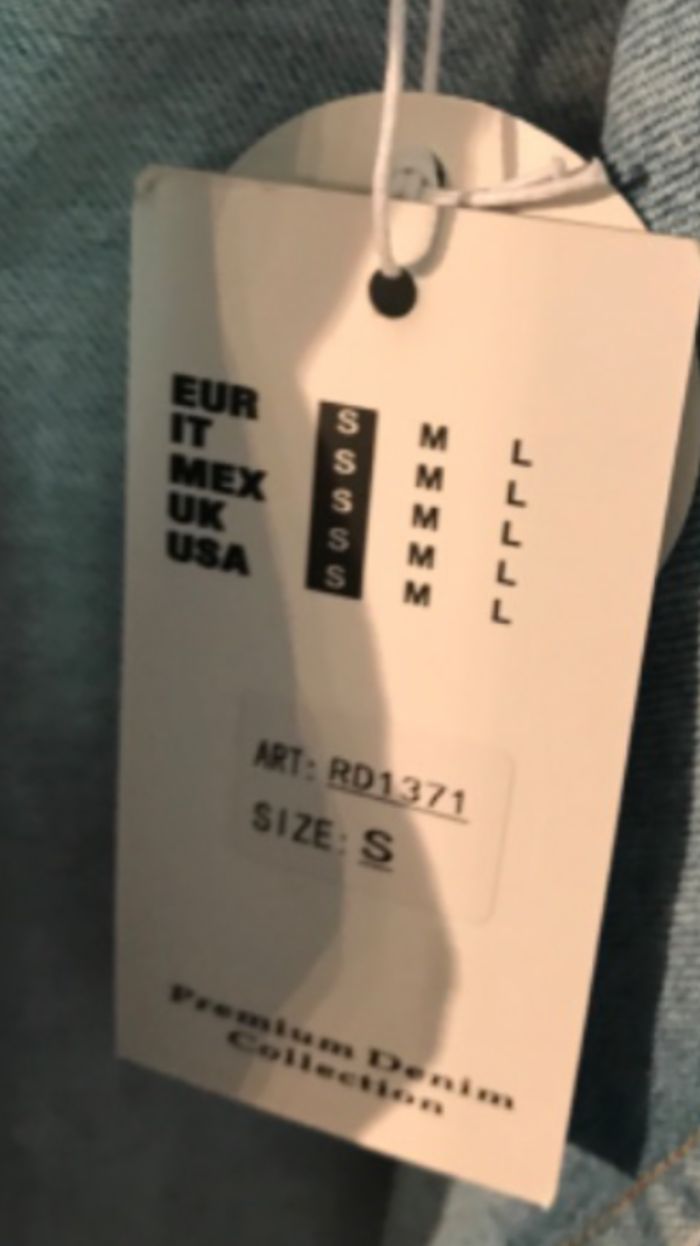 EUR S M L
IT S M L
MEX S M L
UK S M L
USA S M L
ART: RD1371
SIZE: S
Premium Denim
Collection